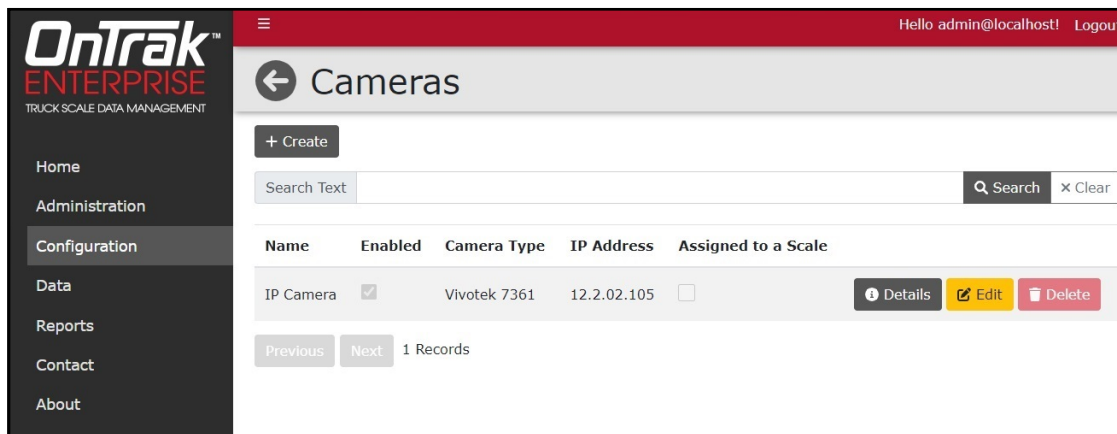 OnTrak™
ENTERPRISE
TRUCK SCALE DATA MANAGEMENT
Home
Administration
Configuration
Data
Reports
Contact
About
Hello admin@localhost! Logout
Cameras
+ Create
Search Text Search × Clear
Name Enabled Camera Type IP Address Assigned to a Scale
IP Camera Vivotek 7361 12.2.02.105 Details Edit Delete
Previous Next 1 Records